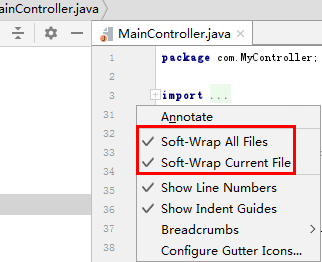 ainController.java
MainController.java
1
package com.MyController;
2
3
import ...
31
Annotate
32
Soft-Wrap All Files
33
Soft-Wrap Current File
34
Show Line Numbers
35
Show Indent Guides
36
Breadcrumbs
37
Configure Gutter Icons...
38